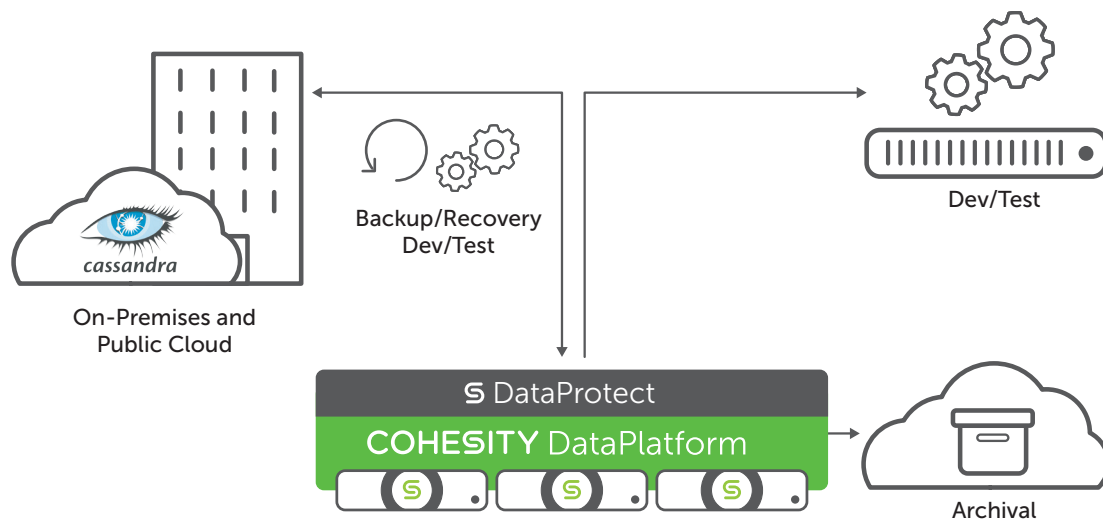 cassandra
On-Premises and
Public Cloud
Backup/Recovery
Dev/Test
Dev/Test
S DataProtect
COHESITY DataPlatform
S
S
S
Archival